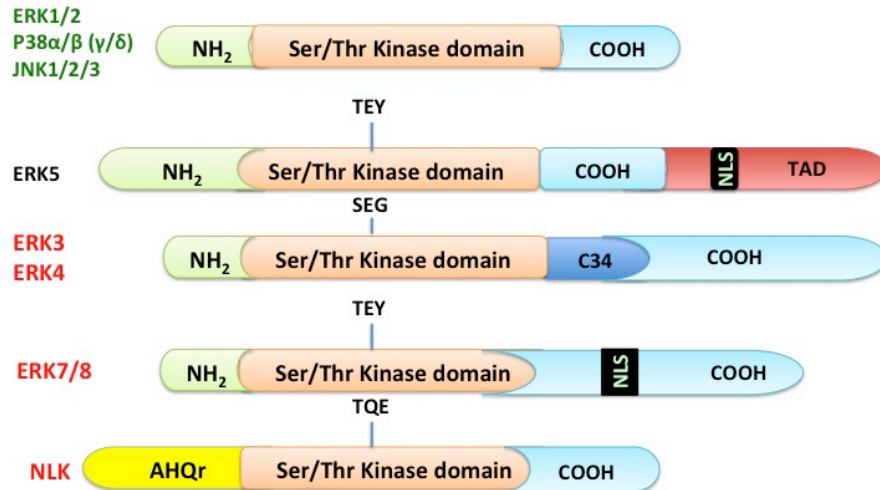 ERK1/2
P38α/β (γ/δ)
JNK1/2/3
NH2 Ser/Thr Kinase domain COOH
TEY
ERK5 NH2 Ser/Thr Kinase domain COOH NLS TAD
SEG
ERK3
ERK4
NH2 Ser/Thr Kinase domain C34 COOH
TEY
ERK7/8 NH2 Ser/Thr Kinase domain NLS COOH
TQE
NLK AHQr Ser/Thr Kinase domain COOH